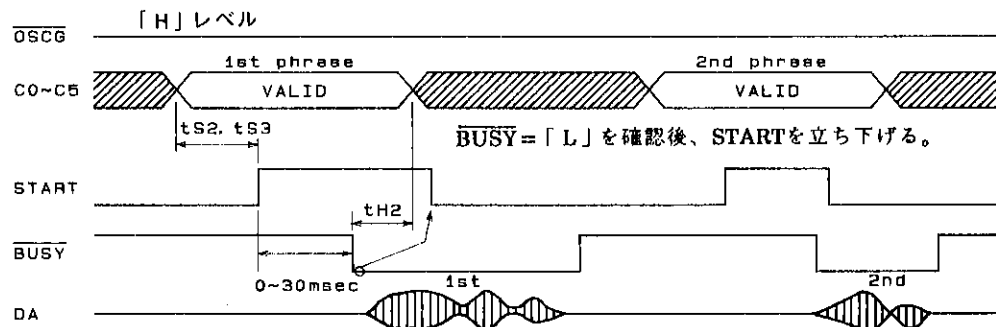 「H」レベル
OSCG
1st phrase
2nd phrase
C0~C5
VALID
VALID
tS2, tS3
BUSY=「L」を確認後、STARTを立ち下げる。
START
tH2
BUSY
0~30msec
1st
2nd
DA